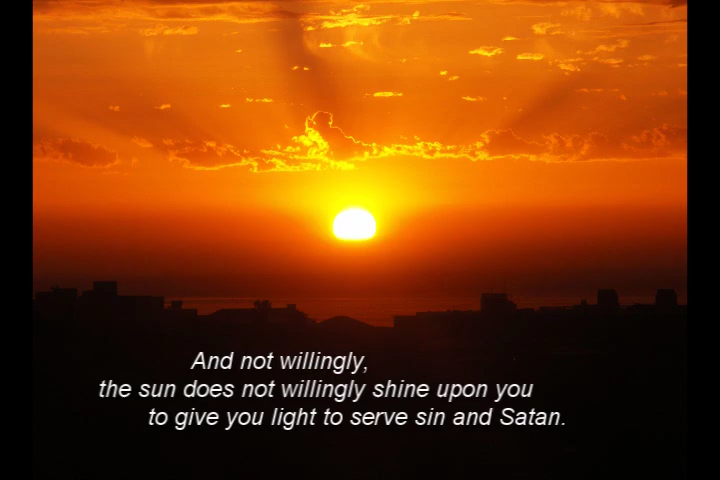 And not willingly,
the sun does not willingly shine upon you
to give you light to serve sin and Satan.